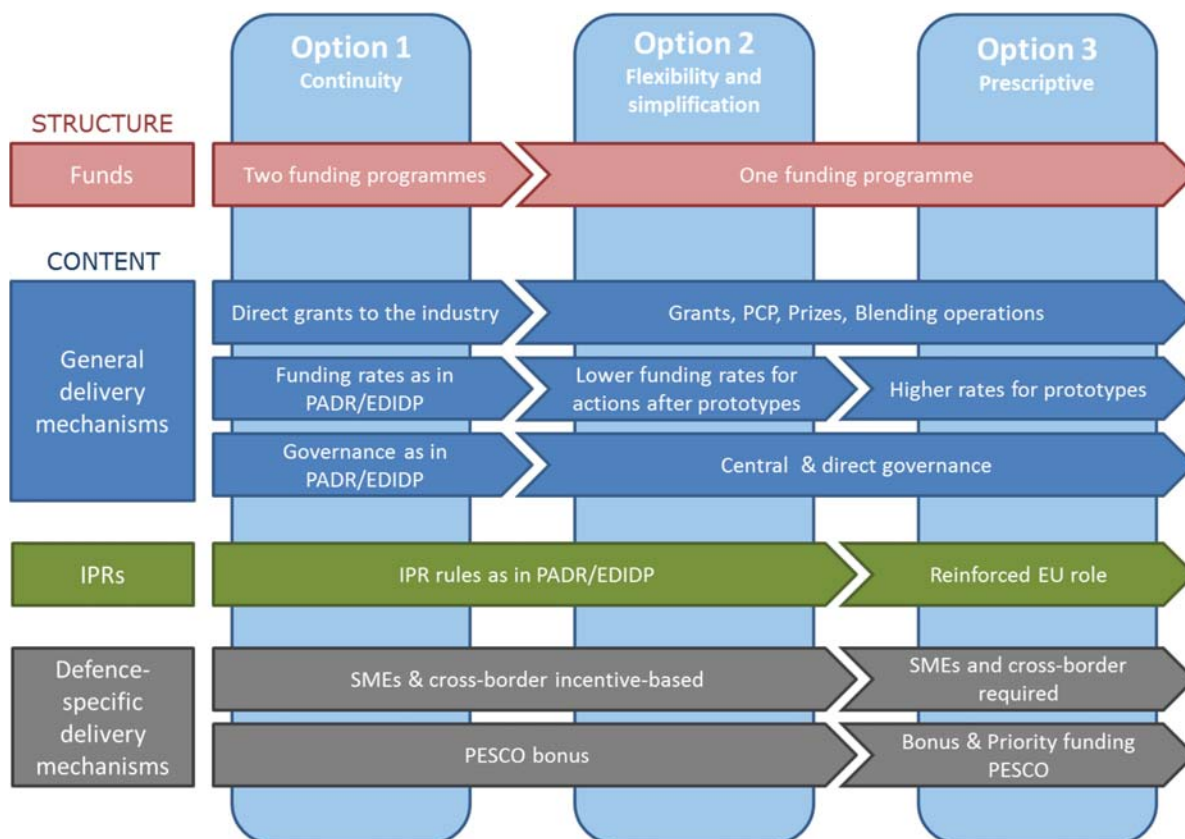 Option 1
Continuity
Option 2
Flexibility and
simplification
Option 3
Prescriptive
STRUCTURE
Funds
Two funding programmes
One funding programme
CONTENT
General
delivery
mechanisms
Direct grants to the industry
Grants, PCP, Prizes, Blending operations
Funding rates as in
PADR/EDIDP
Lower funding rates for
actions after prototypes
Higher rates for prototypes
Governance as in
PADR/EDIDP
Central & direct governance
IPRs
IPR rules as in PADR/EDIDP
Reinforced EU role
Defence-
specific
delivery
mechanisms
SMEs & cross-border incentive-based
SMEs and cross-border
required
PESCO bonus
Bonus & Priority funding
PESCO